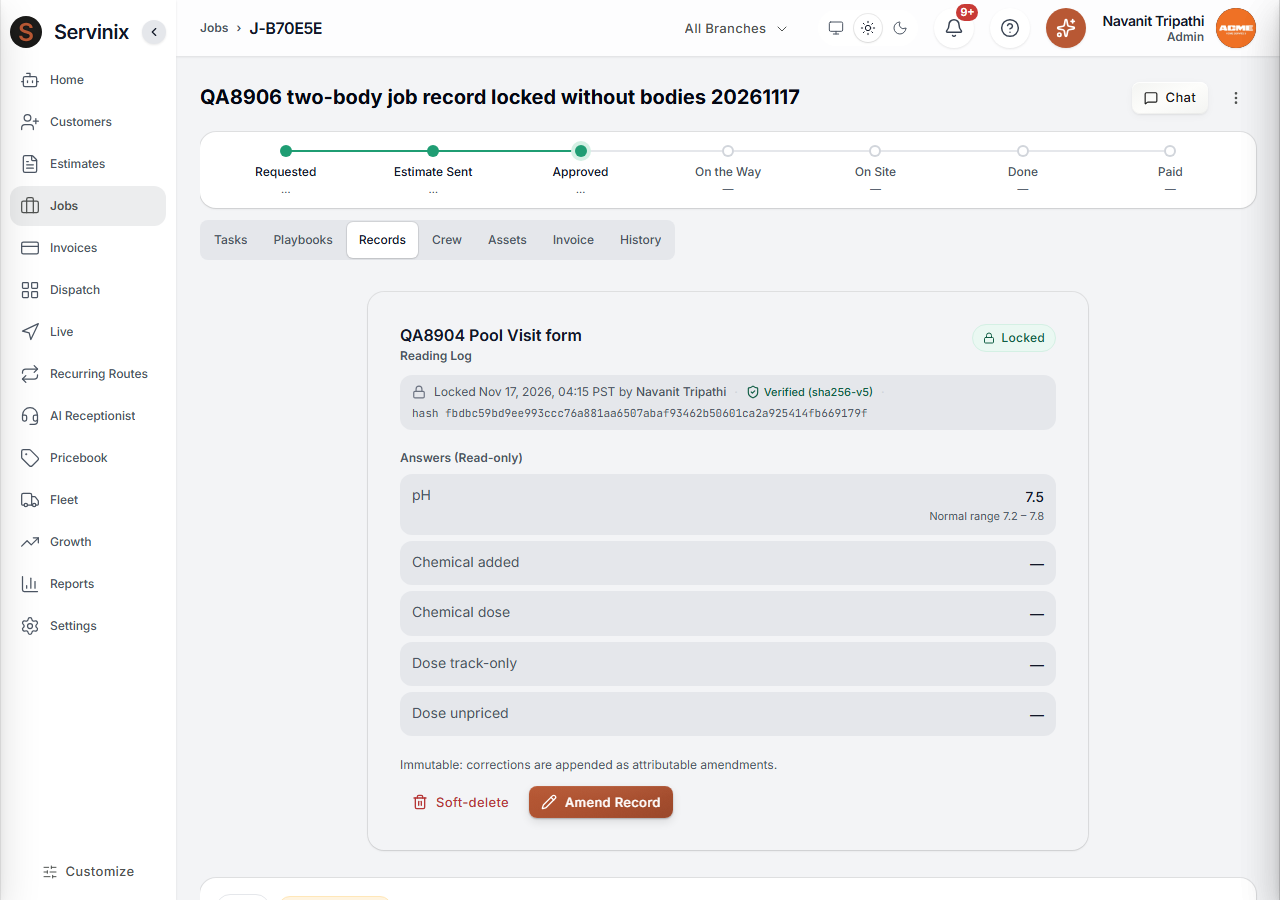 S Servinix
Jobs › J-B70E5E
All Branches
9+
Navanit Tripathi
Admin
ACME
Home
Customers
Estimates
Jobs
Invoices
Dispatch
Live
Recurring Routes
AI Receptionist
Pricebook
Fleet
Growth
Reports
Settings
Customize
QA8906 two-body job record locked without bodies 20261117
Chat
Requested Estimate Sent Approved On the Way On Site Done Paid
... ... ... — — — —
Tasks Playbooks Records Crew Assets Invoice History
QA8904 Pool Visit form
Locked
Reading Log
Locked Nov 17, 2026, 04:15 PST by Navanit Tripathi · Verified (sha256-v5) ·
hash fbdbc59bd9ee993ccc76a881aa6507abaf93462b50601ca2a925414fb669179f
Answers (Read-only)
pH 7.5
Normal range 7.2 – 7.8
Chemical added —
Chemical dose —
Dose track-only —
Dose unpriced —
Immutable: corrections are appended as attributable amendments.
Soft-delete Amend Record